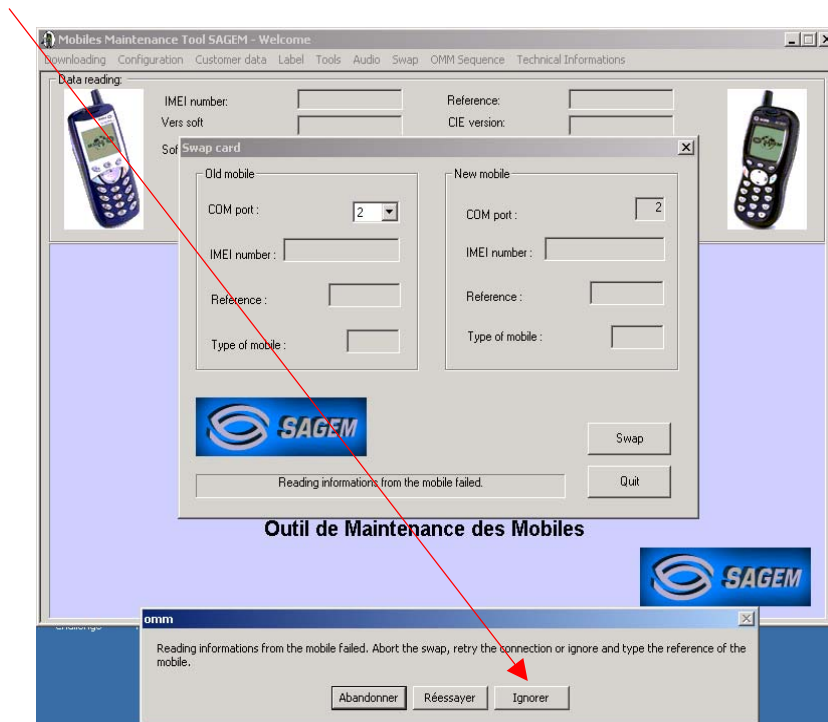 Mobiles Maintenance Tool SAGEM - Welcome
Downloading Configuration Customer data Label Tools Audio Swap OMM Sequence Technical Informations
Data reading:
IMEI number: Reference:
Vers soft CIE version:
Swap card
Old mobile New mobile
COM port : 2 COM port : 2
IMEI number : IMEI number :
Reference : Reference :
Type of mobile : Type of mobile :
SAGEM
Swap
Reading informations from the mobile failed. Quit
Outil de Maintenance des Mobiles
SAGEM
omm
Reading informations from the mobile failed. Abort the swap, retry the connection or ignore and type the reference of the
mobile.
Abandonner Réessayer Ignorer